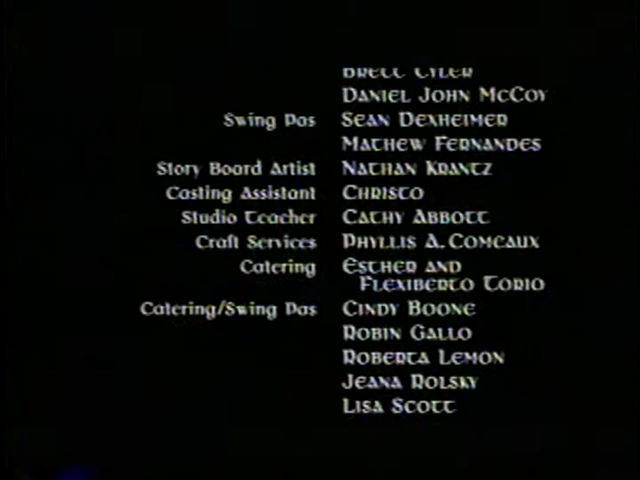 Brett Tyler
Daniel John McCoy
Swing Pas Sean Dexheimer
Mathew Fernandes
Story Board Artist Nathan Krantz
Casting Assistant Christo
Studio Teacher Cathy Abbott
Craft Services Phyllis A. Comeaux
Catering Esther and
Flexiberto Torio
Catering/Swing Pas Cindy Boone
Robin Gallo
Roberta Lemon
Jeana Rolsky
Lisa Scott